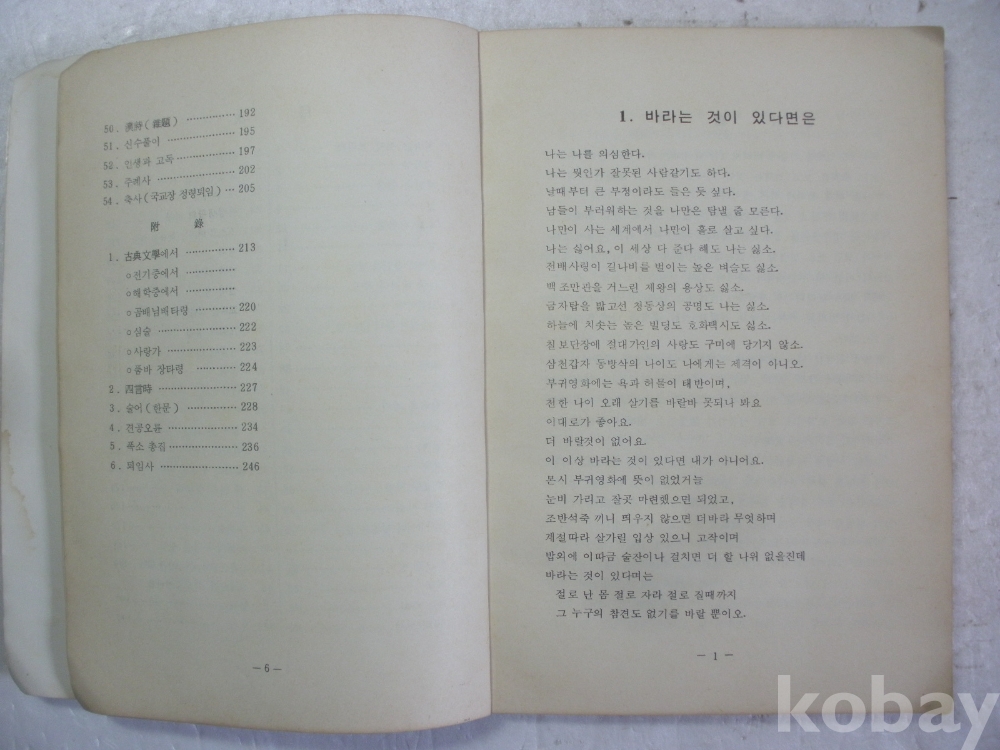 50. 漢詩(雜題) ················ 192
51. 신수풀이 ················ 195
52. 인생과 고독 ················ 197
53. 주례사 ················ 202
54. 축사(국교장 정령퇴임) ··· 205
附 錄
1. 古典文學에서 ················ 213
○전기중에서 ················
○해학중에서 ················
○곰배님배타령 ············ 220
○심술 ················ 222
○사랑가 ················ 223
○품바 장타령 ············ 224
2. 四言時 ················ 227
3. 술어(한문) ················ 228
4. 견공오륜 ················ 234
5. 폭소 총집 ················ 236
6. 퇴임사 ················ 246
— 6 —
1. 바라는 것이 있다면은
나는 나를 의심한다.
나는 뭣인가 잘못된 사람같기도 하다.
날때부터 큰 부정이라도 들은 듯 싶다.
남들이 부러워하는 것을 나만은 탐낼 줄 모른다.
나만이 사는 세계에서 나만이 홀로 살고 싶다.
나는 싫어요, 이 세상 다 준다 해도 나는 싫소.
전배사령이 길나비를 벌이는 높은 벼슬도 싫소.
백 조만관을 거느린 제왕의 용상도 싫소.
금자탑을 밟고선 청동상의 공명도 나는 싫소.
하늘에 치솟는 높은 빌딩도 호화맥시도 싫소.
칠보단장에 절대가인의 사랑도 구미에 당기지 않소.
삼천갑자 동방삭의 나이도 나에게는 제격이 아니오.
부귀영화에는 욕과 허물이 태반이며,
천한 나이 오래 살기를 바랄바 못되나 봐요
이대로가 좋아요.
더 바랄것이 없어요.
이 이상 바라는 것이 있다면 내가 아니어요.
본시 부귀영화에 뜻이 없었거늘
눈비 가리고 잘곳 마련했으면 되었고,
조반석죽 끼니 띄우지 않으면 더바라 무엇하며
제철따라 살가릴 입상 있으니 고작이며
밤외에 이따금 술잔이나 걸치면 더 할 나위 없을진데
바라는 것이 있다며는
절로 난 몸 절로 자라 절로 질때까지
그 누구의 참견도 없기를 바랄 뿐이오.
— 1 —
kobay